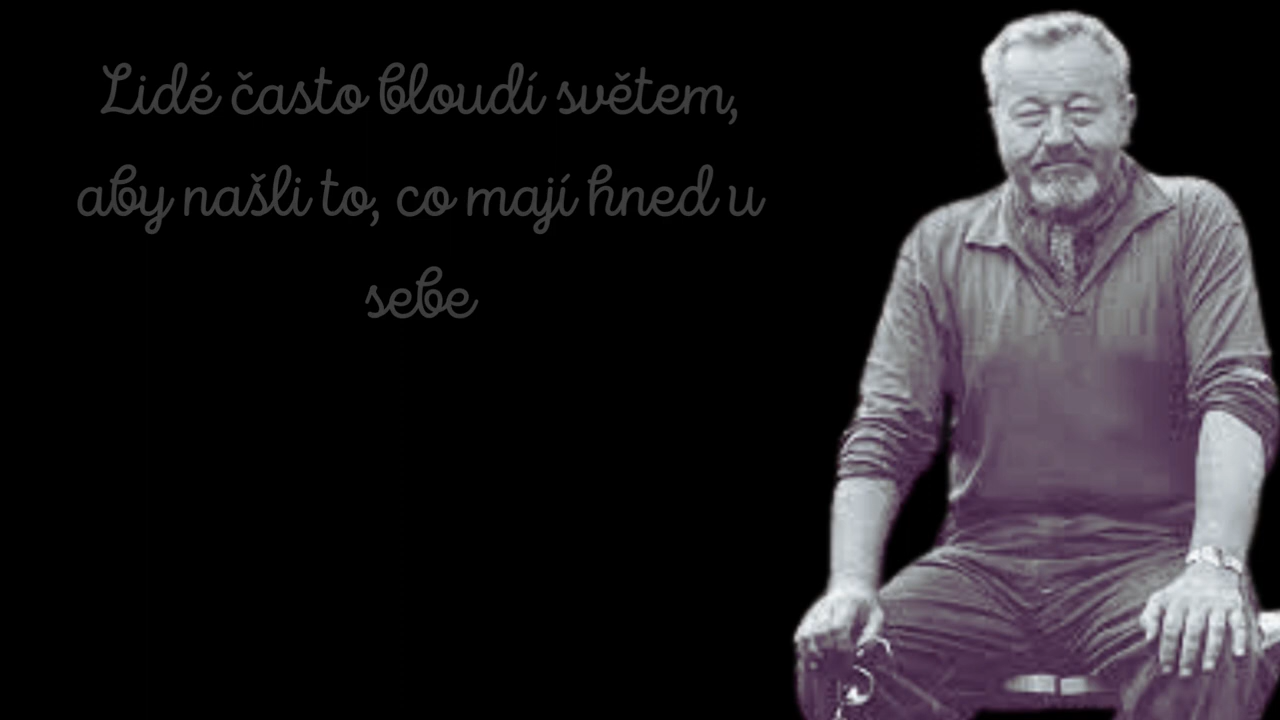 Lidé často bloudí světem,
aby našli to, co mají hned u
sebe